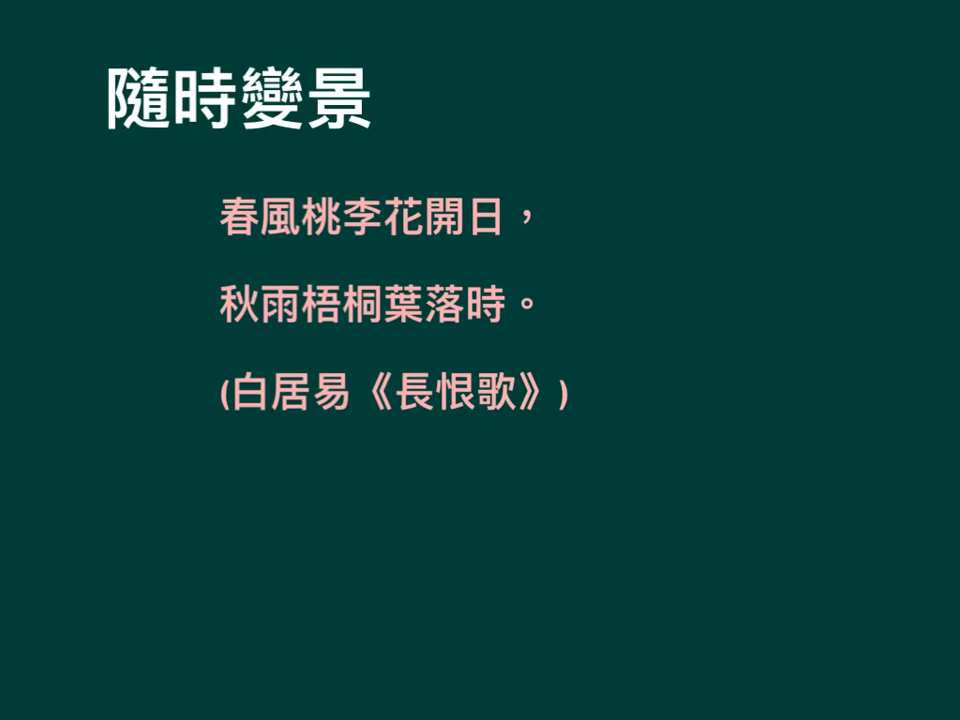 隨時變景
春風桃李花開日，
秋雨梧桐葉落時。
(白居易《長恨歌》)